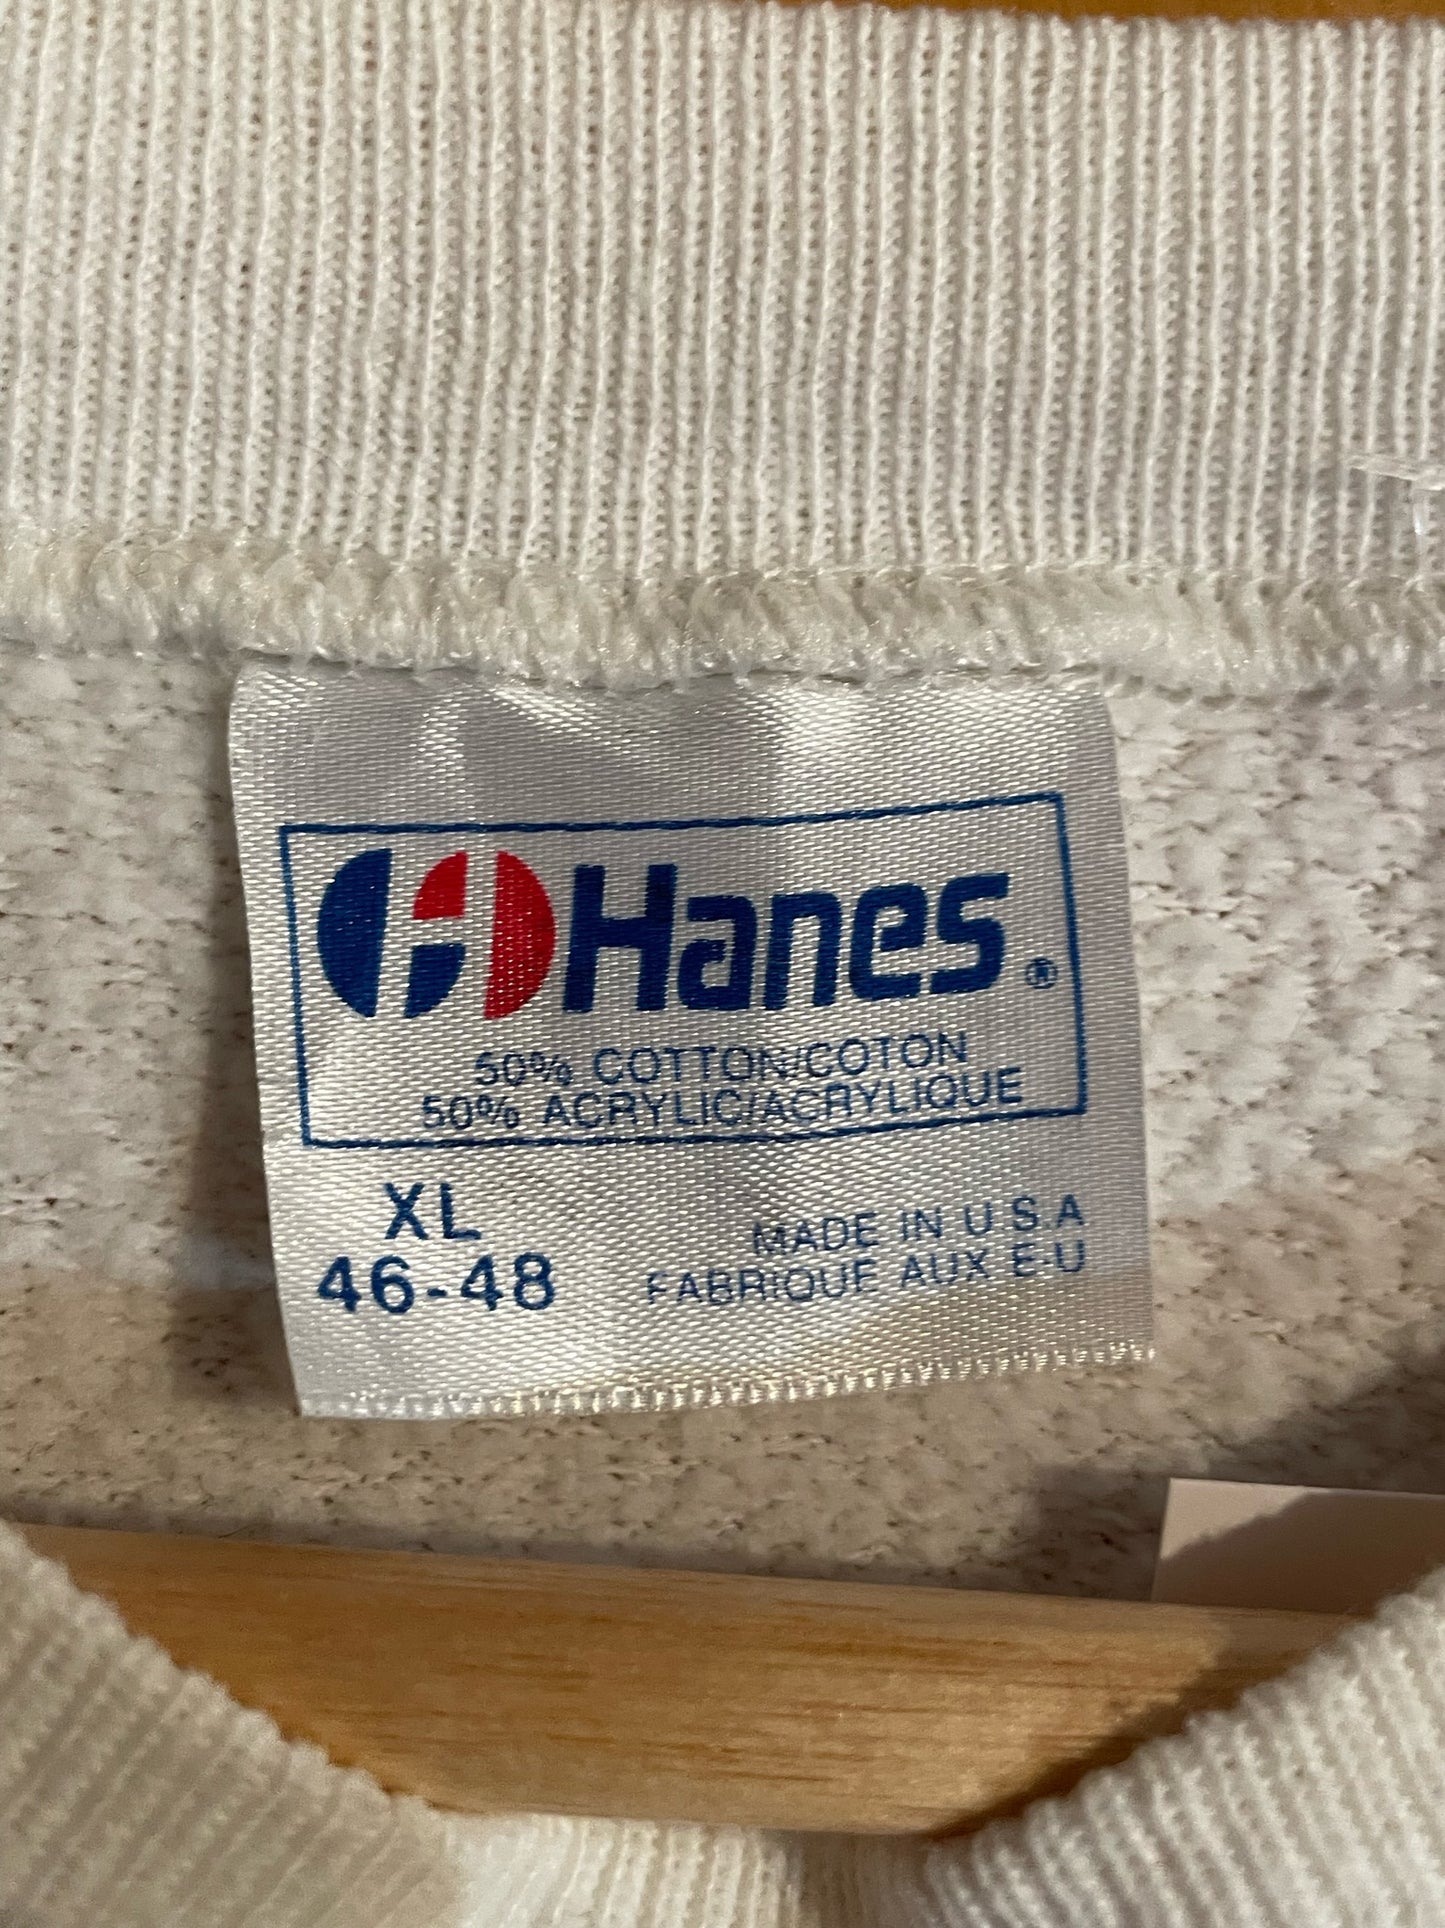 Hanes®
50% COTTON/COTON
50% ACRYLIC/ACRYLIQUE
XL
46-48
MADE IN U.S.A
FABRIQUE AUX E-U